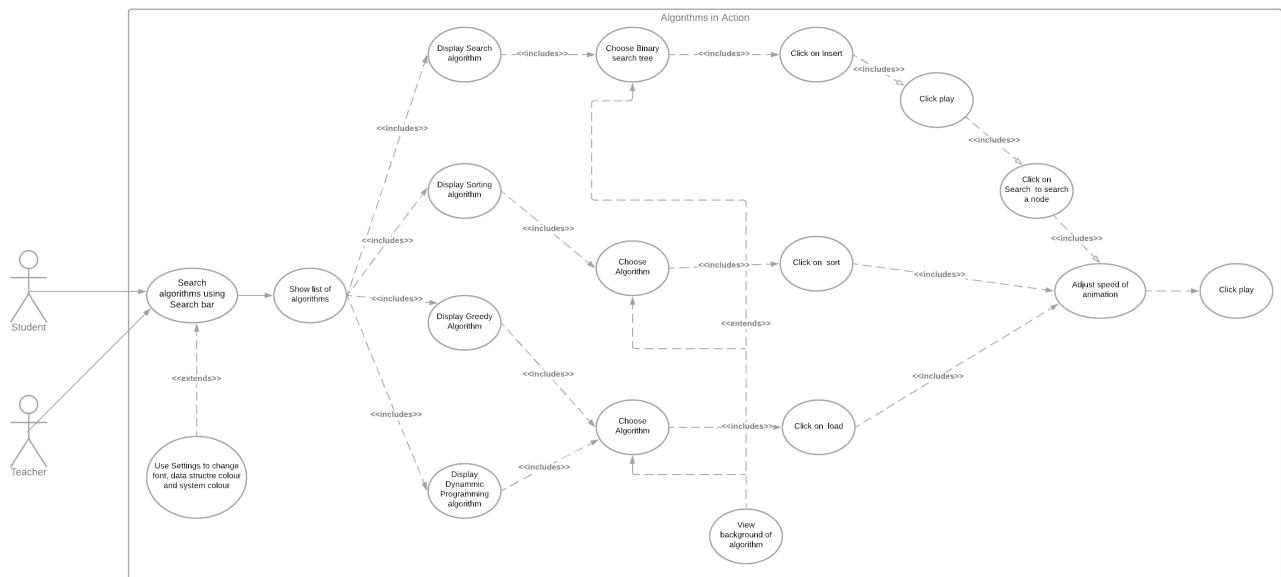 Algorithms in Action
Display Search
algorithm
<<includes>>
Choose Binary
search tree
<<includes>>
Click on Insert
<<includes>>
Click play
<<includes>>
<<includes>>
Display Sorting
algorithm
Click on
Search to search
a node
<<includes>>
<<includes>>
<<includes>>
Choose
Algorithm
<<includes>>
Click on sort
<<includes>>
Student
Search
algorithms using
Search bar
Show list of
algorithms
<<includes>>
Display Greedy
Algorithm
Adjust speed of
animation
Click play
<<entends>>
<<extends>>
<<includes>>
<<includes>>
Teacher
<<includes>>
Choose
Algorithm
<<includes>>
Click on load
Use Settings to change
font, data structre colour
and system colour
<<includes>>
Display
Dynammic
Programming
algorithm
View
background of
algorithm